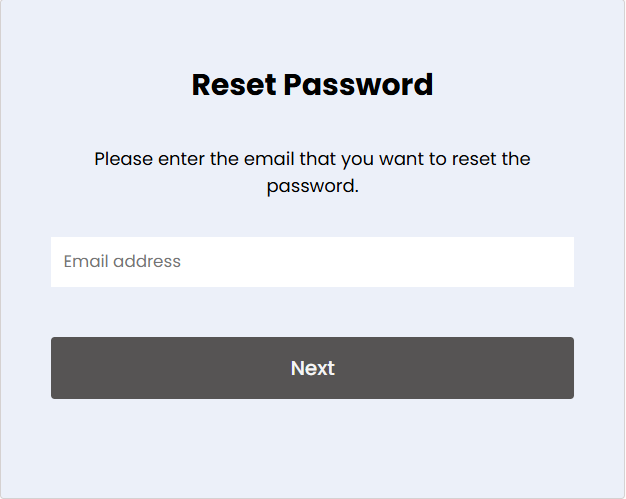 Reset Password
Please enter the email that you want to reset the
password.
Email address
Next